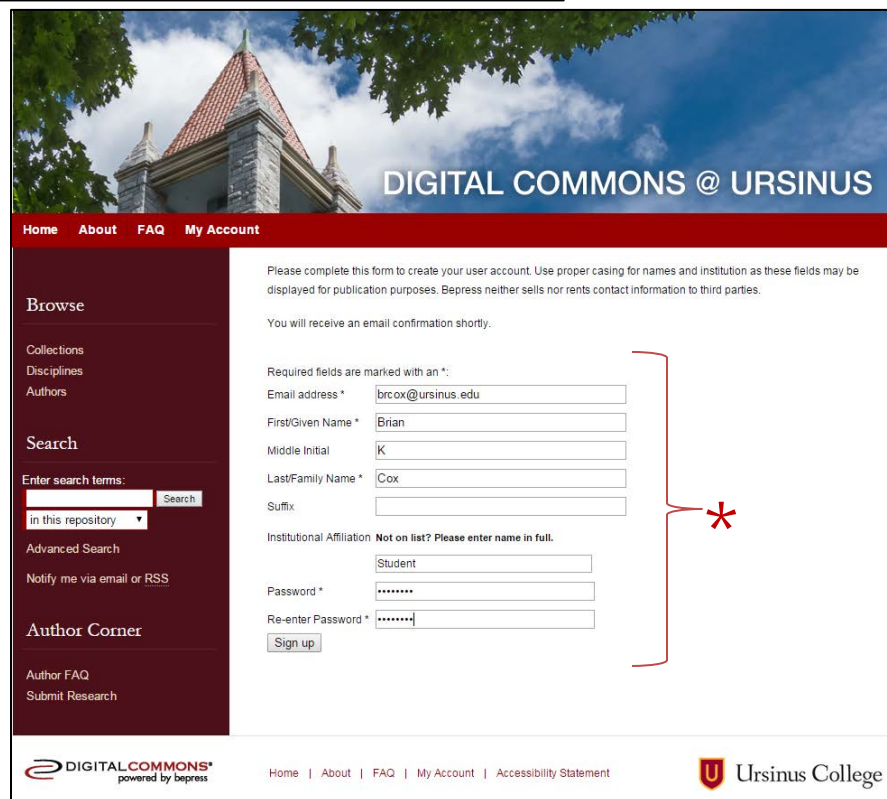 DIGITAL COMMONS @ URSINUS
Home About FAQ My Account
Browse
Collections
Disciplines
Authors
Search
Enter search terms:
Search
in this repository
Advanced Search
Notify me via email or RSS
Author Corner
Author FAQ
Submit Research
Please complete this form to create your user account. Use proper casing for names and institution as these fields may be
displayed for publication purposes. Bepress neither sells nor rents contact information to third parties.
You will receive an email confirmation shortly.
Required fields are marked with an *:
Email address * brcox@ursinus.edu
First/Given Name * Brian
Middle Initial K
Last/Family Name * Cox
Suffix
Institutional Affiliation Not on list? Please enter name in full.
Student
Password * ••••••••
Re-enter Password * ••••••••
Sign up
*
DIGITALCOMMONS®
powered by bepress
Home | About | FAQ | My Account | Accessibility Statement
U Ursinus College